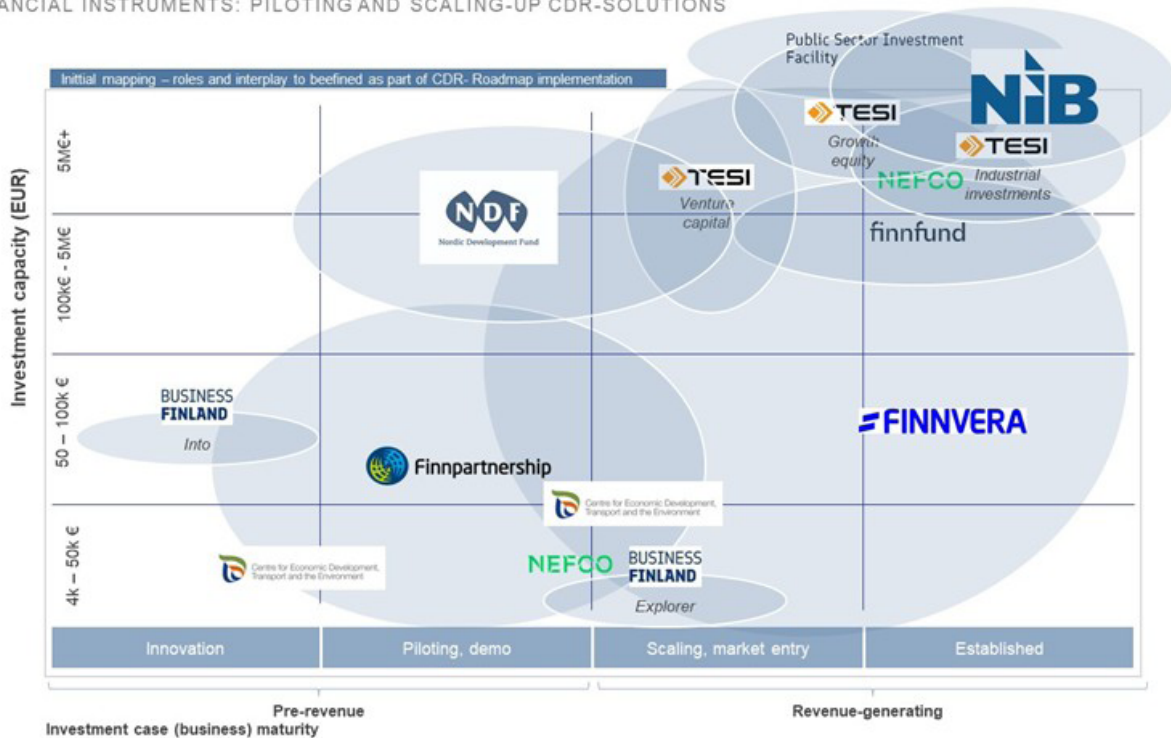 ANCIAL INSTRUMENTS: PILOTING AND SCALING-UP CDR-SOLUTIONS
Inittial mapping – roles and interplay to beefined as part of CDR- Roadmap implementation
Public Sector Investment
Facility
NiB
TESI
Growth
equity
TESI
Industrial
investments
NEFCO
TESI
Venture
capital
NDF
Nordic Development Fund
finnfund
BUSINESS
FINLAND
Into
FINNVERA
Finnpartnership
Centre for Economic Development,
Transport and the Environment
Centre for Economic Development,
Transport and the Environment
NEFCO
BUSINESS
FINLAND
Explorer
Investment capacity (EUR)
5M€+
100k€ - 5M€
50 – 100k €
4k – 50k €
Innovation
Piloting, demo
Scaling, market entry
Established
Pre-revenue
Revenue-generating
Investment case (business) maturity